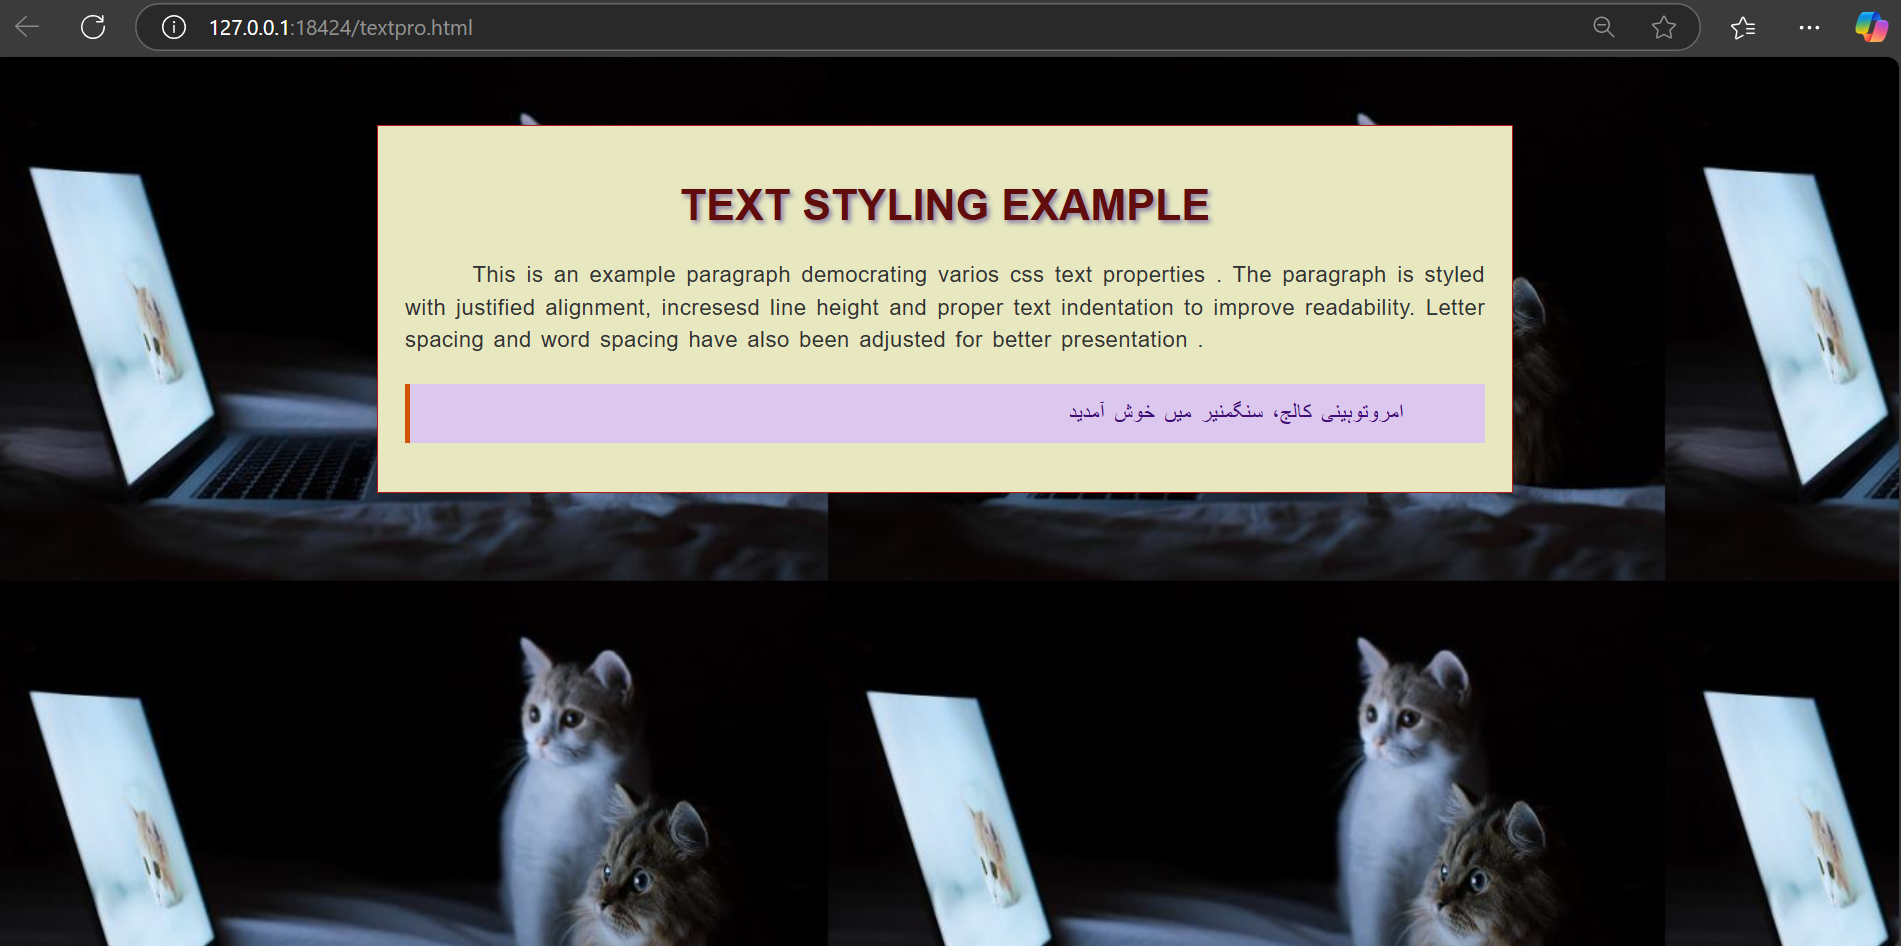 127.0.0.1:18424/textpro.html
TEXT STYLING EXAMPLE
This is an example paragraph democrating varios css text properties . The paragraph is styled
with justified alignment, incresesd line height and proper text indentation to improve readability. Letter
spacing and word spacing have also been adjusted for better presentation .
امروتوہینی کالج، سنگمنیر میں خوش آمدید